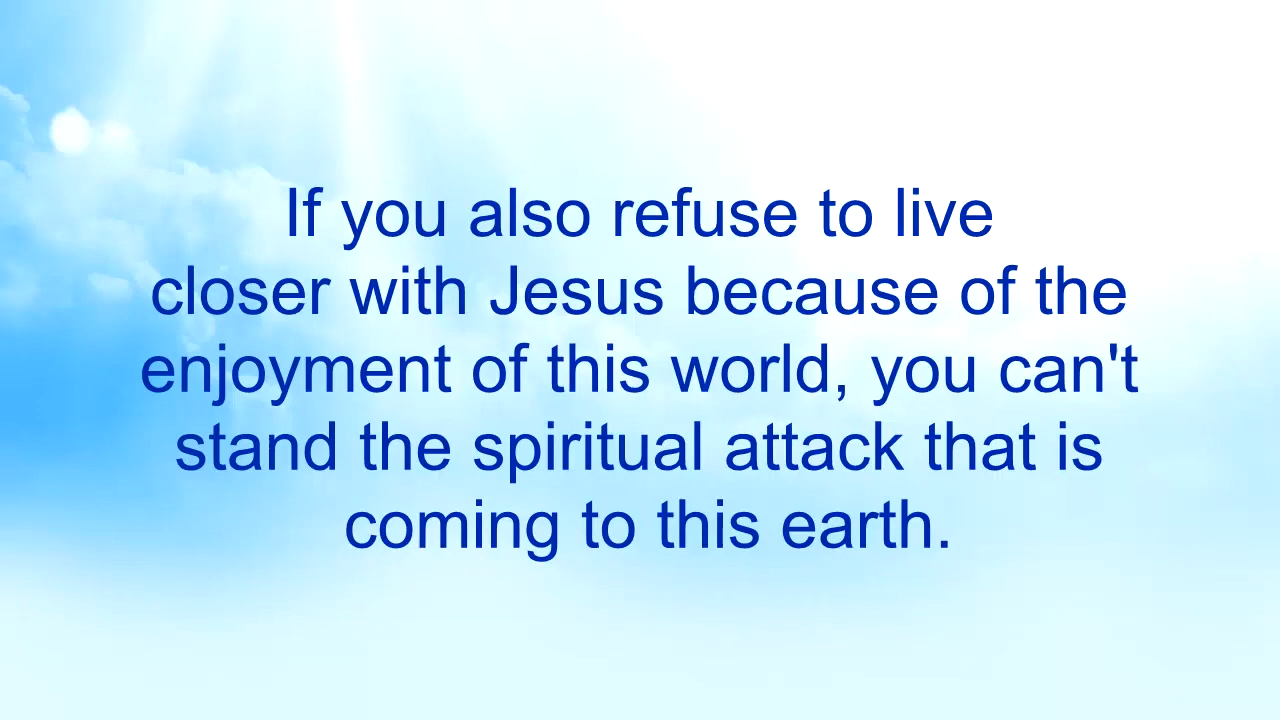 If you also refuse to live
closer with Jesus because of the
enjoyment of this world, you can't
stand the spiritual attack that is
coming to this earth.